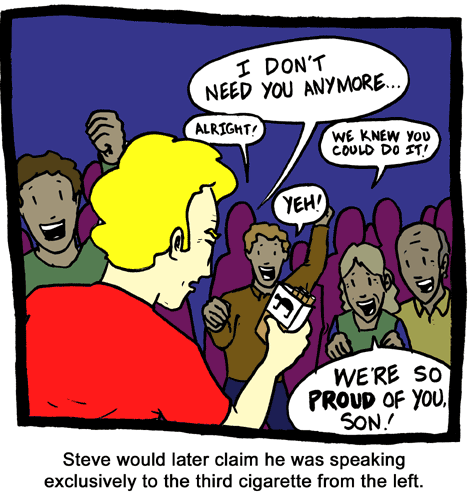 I DON'T
NEED YOU ANYMORE...
ALRIGHT!
WE KNEW YOU
COULD DO IT!
YEH!
WE'RE SO
PROUD OF YOU,
SON!
Steve would later claim he was speaking
exclusively to the third cigarette from the left.